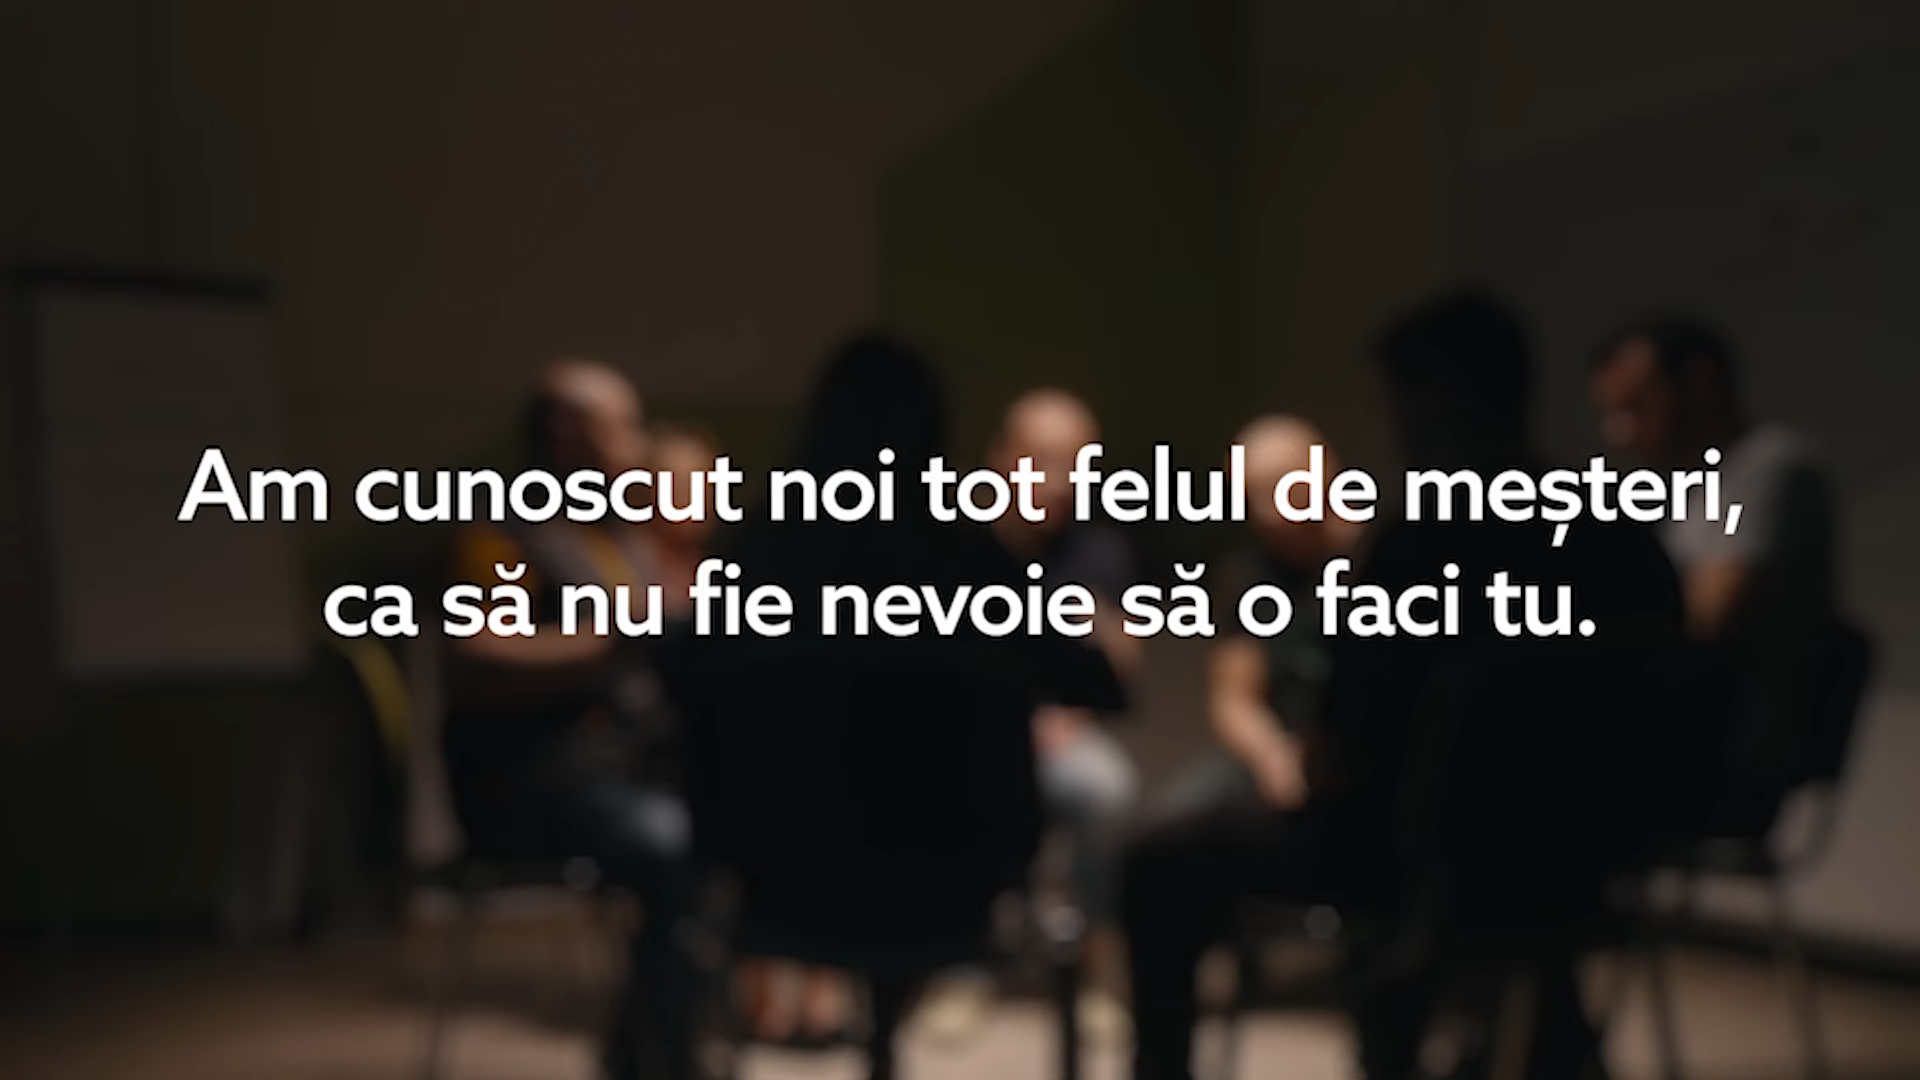 Am cunoscut noi tot felul de meșteri,
ca să nu fie nevoie să o faci tu.